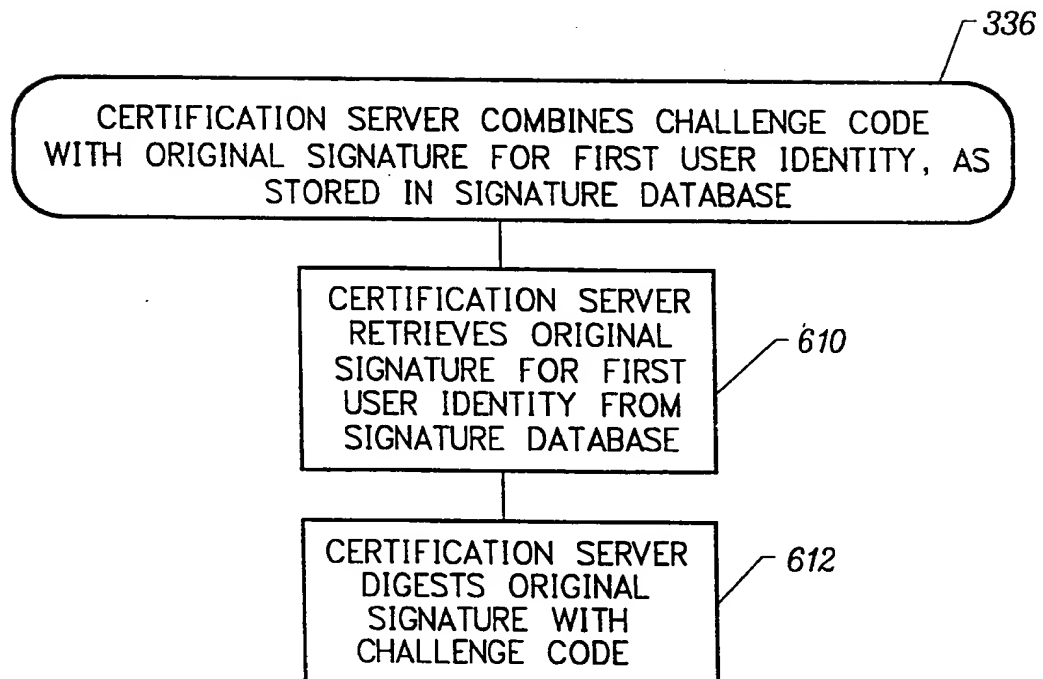 336
CERTIFICATION SERVER COMBINES CHALLENGE CODE
WITH ORIGINAL SIGNATURE FOR FIRST USER IDENTITY, AS
STORED IN SIGNATURE DATABASE
CERTIFICATION SERVER
RETRIEVES ORIGINAL
SIGNATURE FOR FIRST
USER IDENTITY FROM
SIGNATURE DATABASE
610
CERTIFICATION SERVER
DIGESTS ORIGINAL
SIGNATURE WITH
CHALLENGE CODE
612